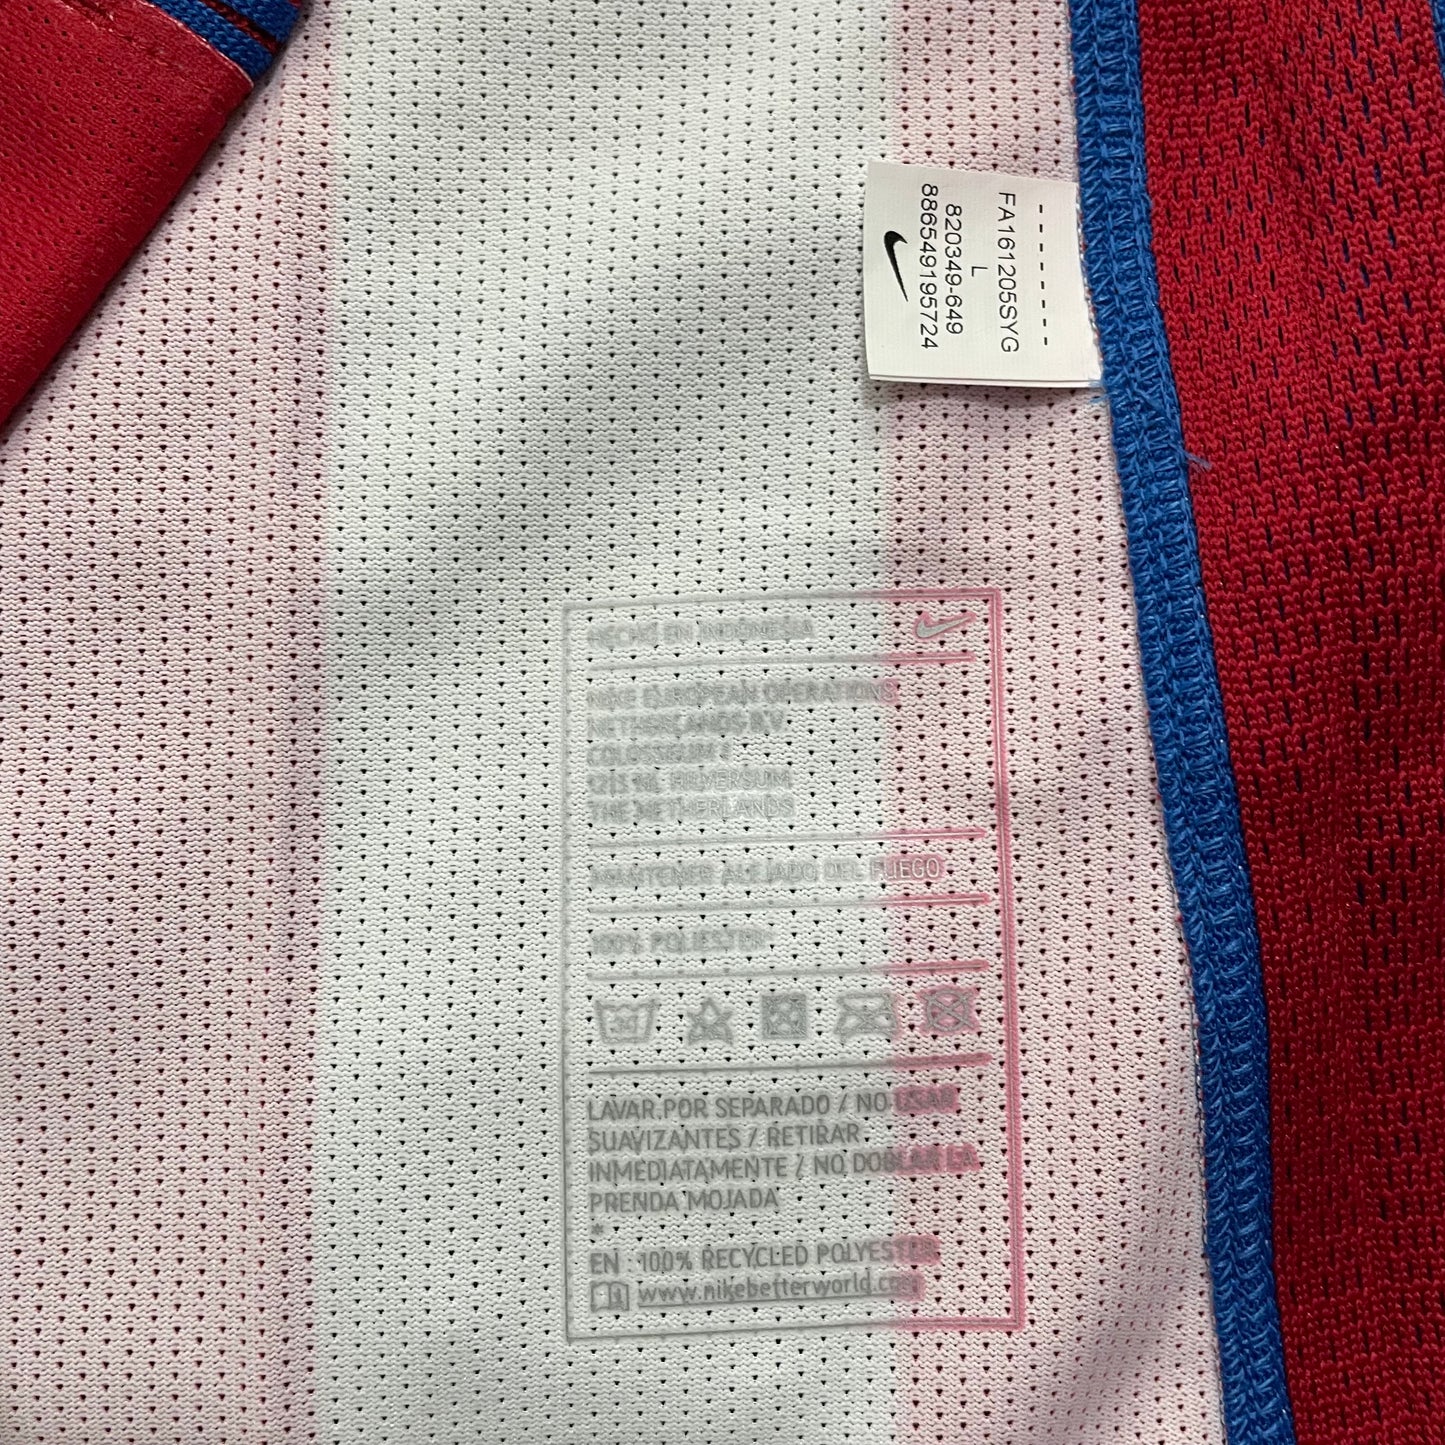 --------
FA161205SYG
L
820349-649
886549195724
HECHO EN INDONESIA
NIKE EUROPEAN OPERATIONS
NETHERLANDS B.V.
COLOSSEUM 1
1213 NL HILVERSUM
THE NETHERLANDS
MANTENER ALEJADO DEL FUEGO
100% POLIESTER
30
LAVAR POR SEPARADO / NO USAR
SUAVIZANTES / RETIRAR
INMEDIATAMENTE / NO DOBLAR LA
PRENDA MOJADA
*
EN : 100% RECYCLED POLYESTER
www.nikebetterworld.com